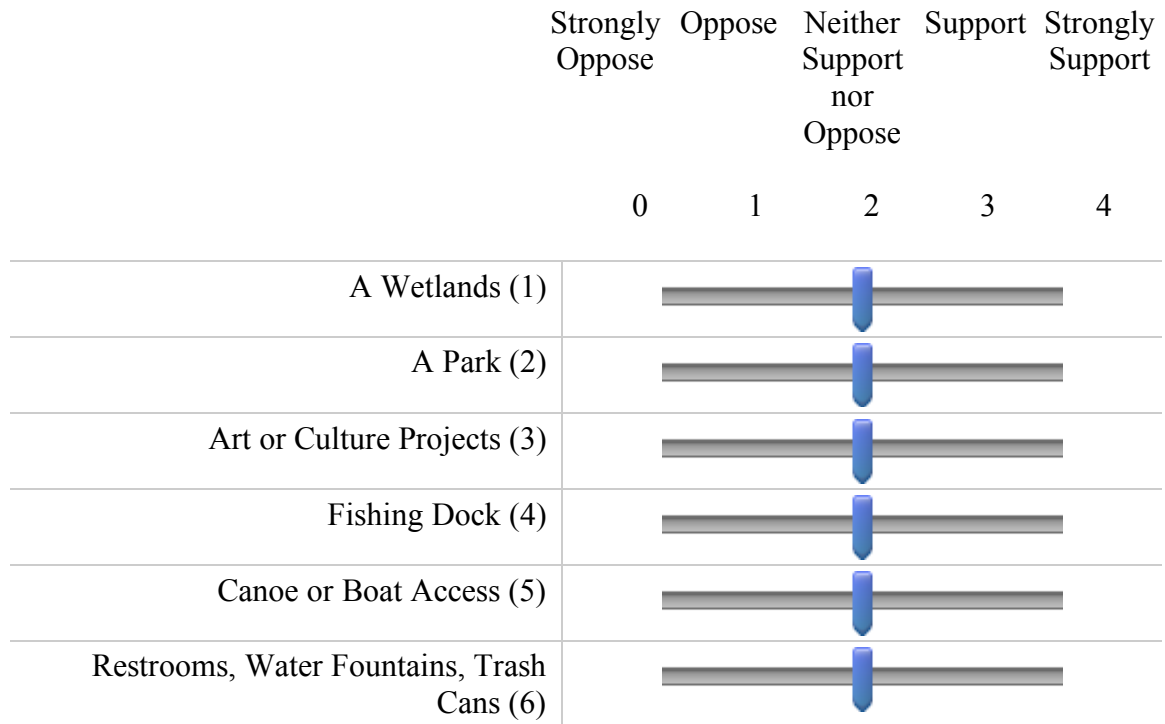 Strongly Oppose Neither Support Strongly
Oppose Support Support
nor
Oppose
0 1 2 3 4
A Wetlands (1)
A Park (2)
Art or Culture Projects (3)
Fishing Dock (4)
Canoe or Boat Access (5)
Restrooms, Water Fountains, Trash
Cans (6)